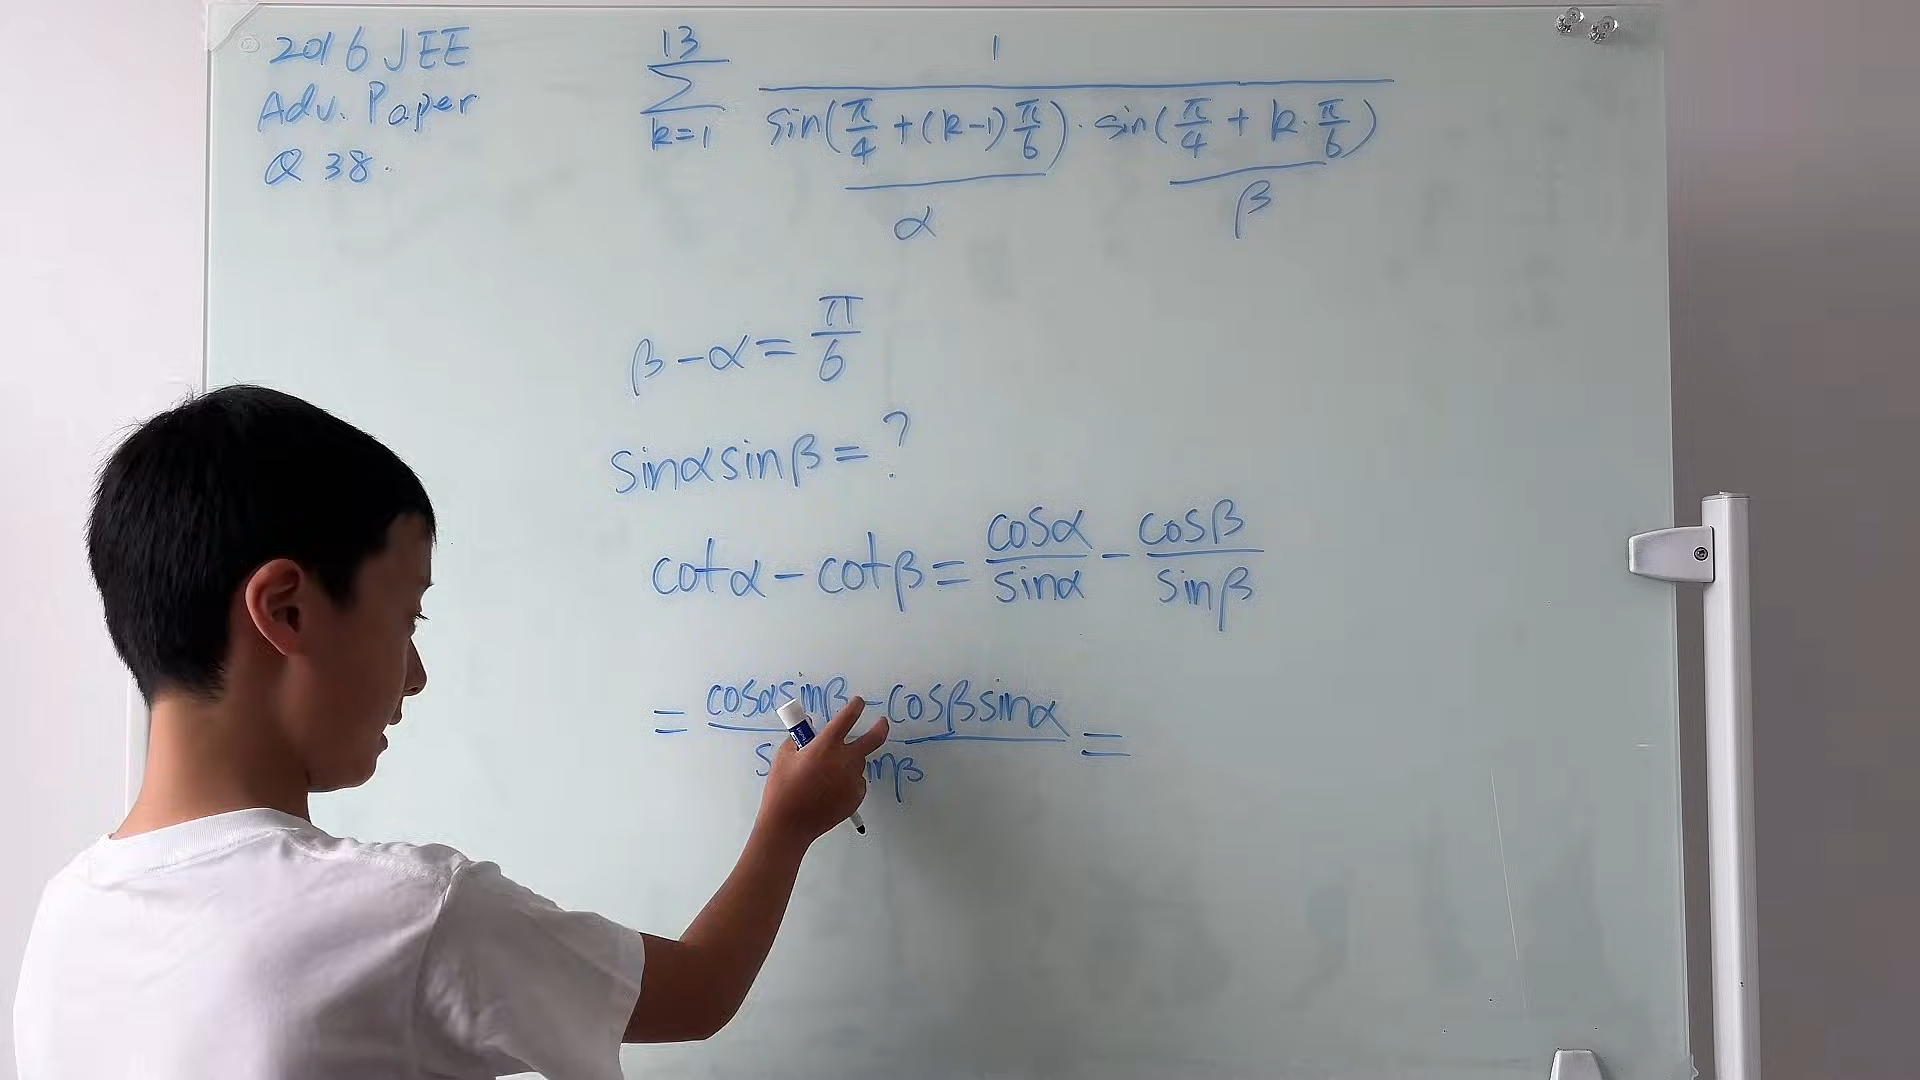 2016 JEE
Adv. Paper
Q 38.
13
∑
k=1
1
sin(π/4 + (k-1)π/6) · sin(π/4 + k·π/6)
α β
β - α = π/6
sinα sinβ = ?
cotα - cotβ = cosα/sinα - cosβ/sinβ
= cosα sinβ - cosβ sinα =